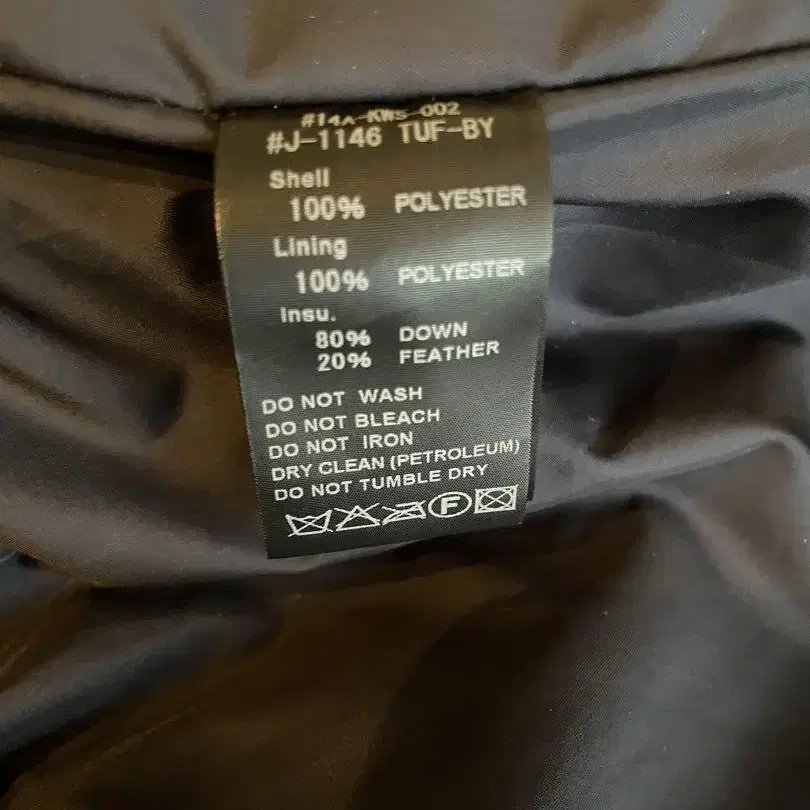 #14A-KWS-002
#J-1146 TUF-BY
Shell
100% POLYESTER
Lining
100% POLYESTER
Insu.
80% DOWN
20% FEATHER
DO NOT WASH
DO NOT BLEACH
DO NOT IRON
DRY CLEAN (PETROLEUM)
DO NOT TUMBLE DRY
F